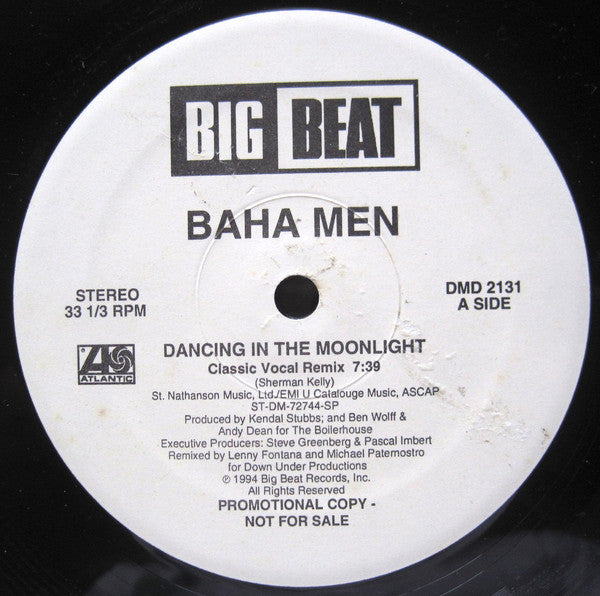 BIG BEAT
BAHA MEN
STEREO
33 1/3 RPM
DMD 2131
A SIDE
ATLANTIC
DANCING IN THE MOONLIGHT
Classic Vocal Remix 7:39
(Sherman Kelly)
St. Nathanson Music, Ltd./EMI U Catalouge Music, ASCAP
ST-DM-72744-SP
Produced by Kendal Stubbs; and Ben Wolff &
Andy Dean for The Boilerhouse
Executive Producers: Steve Greenberg & Pascal Imbert
Remixed by Lenny Fontana and Michael Paternostro
for Down Under Productions
℗ 1994 Big Beat Records, Inc.
All Rights Reserved
PROMOTIONAL COPY -
NOT FOR SALE